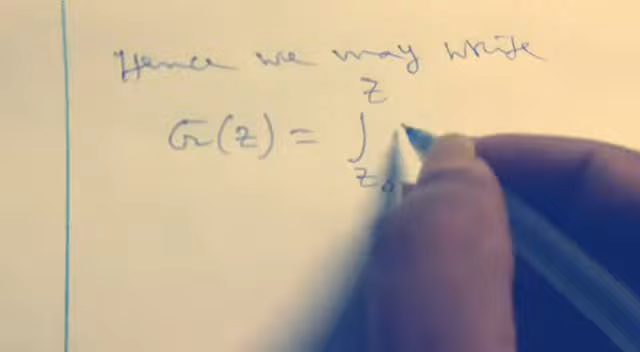 Hence we may write
G(z) = ∫_{z₀}^{z}